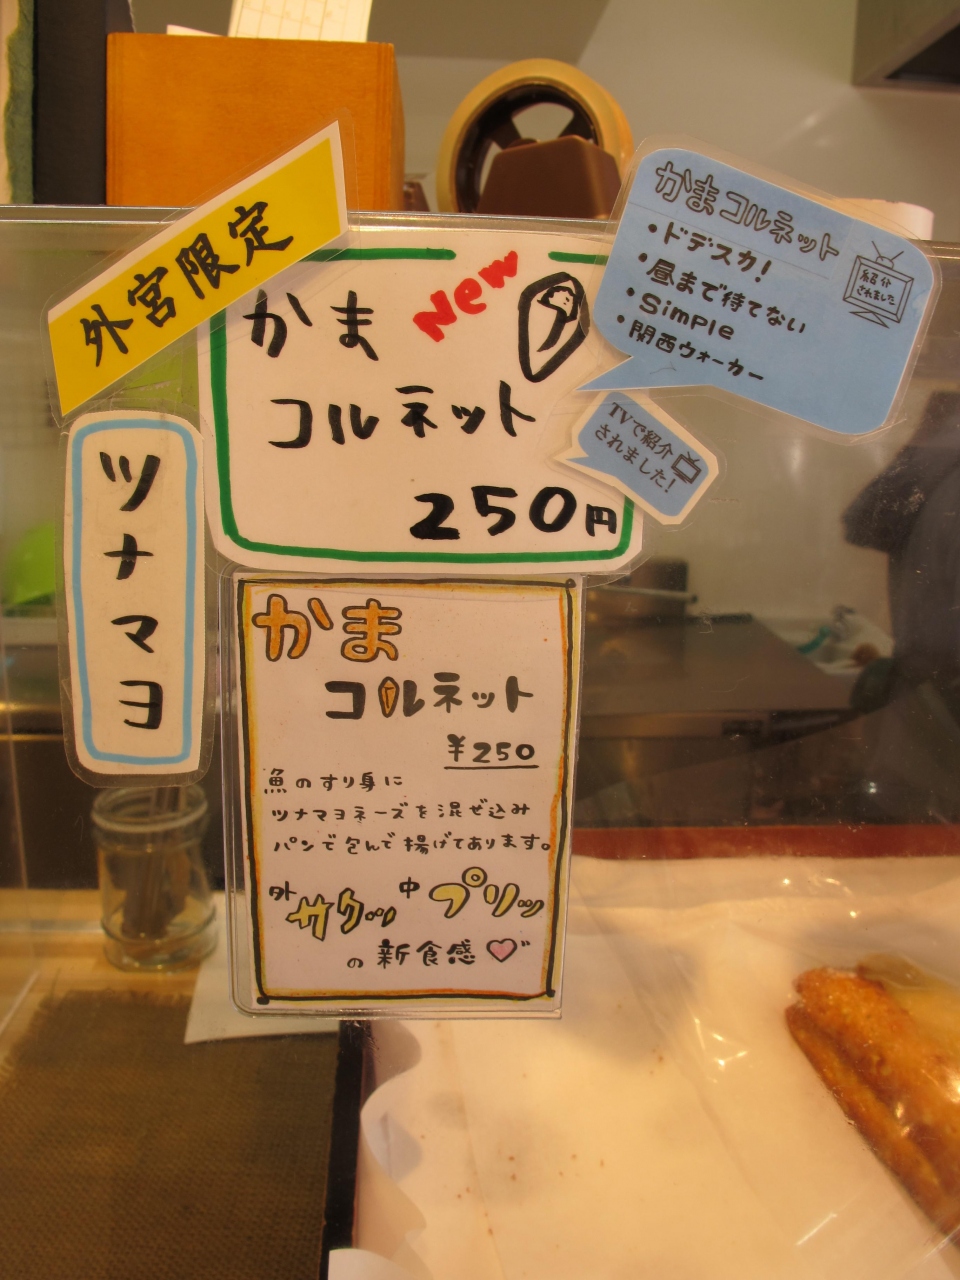 外宮限定
New
かま
コルネット
250円
ツナマヨ
かまコルネット
・ドデスカ!
・昼まで待てない
・Simple
・関西ウォーカー
紹介
されました
TVで紹介
されました!
かま
コルネット
¥250
魚のすり身に
ツナマヨネーズを混ぜ込み
パンで包んで揚げてあります。
外サクッ中プリッ
の新食感